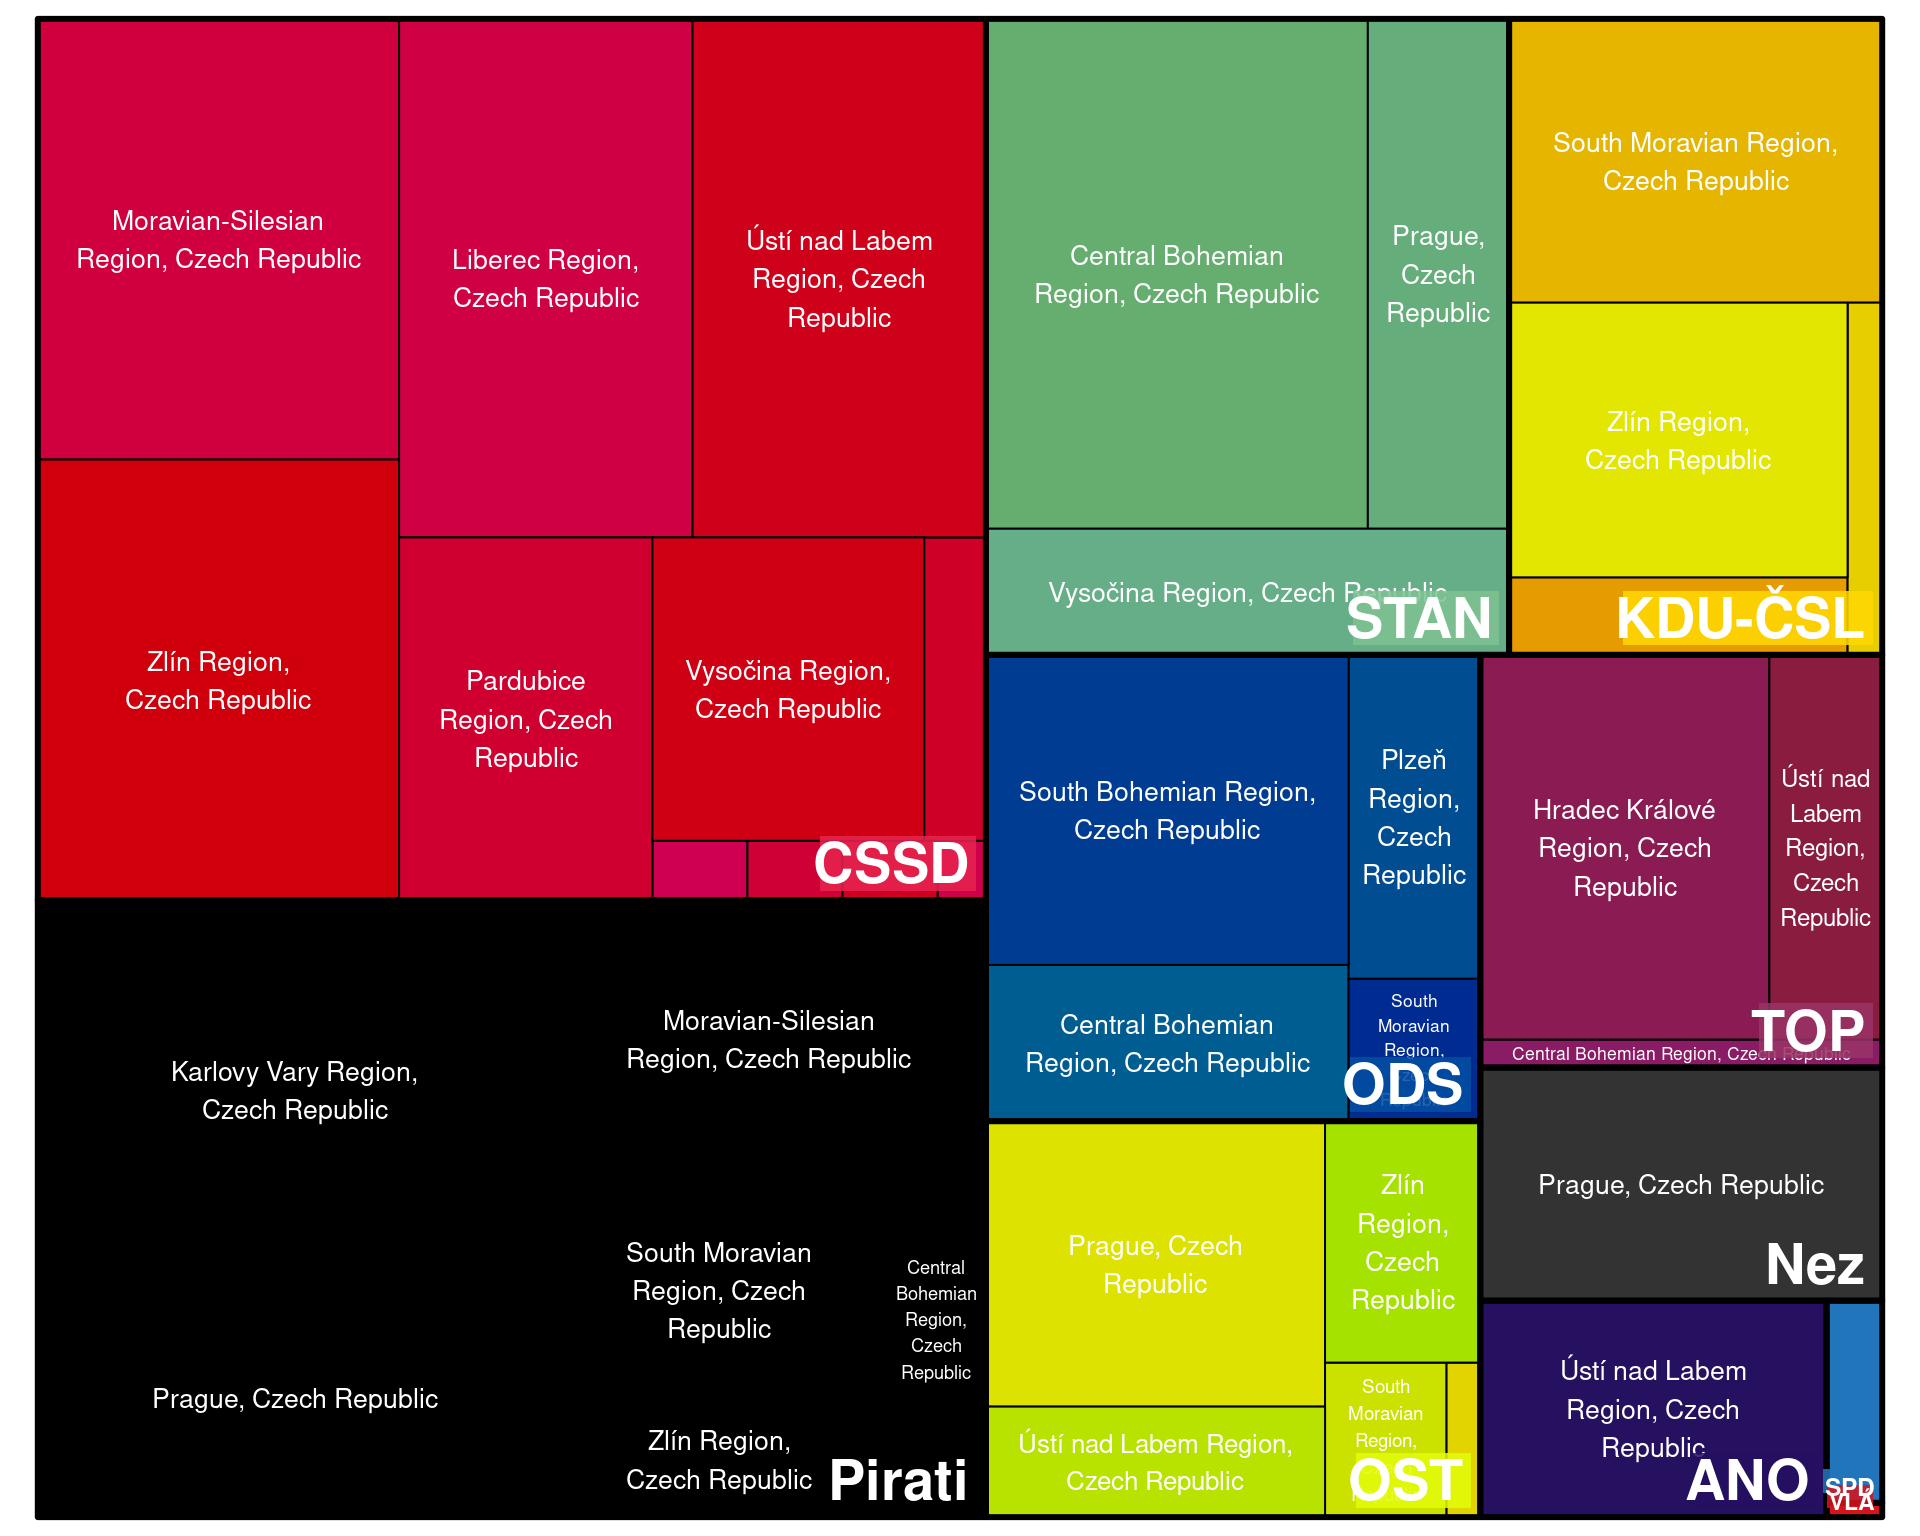 Moravian-Silesian
Region, Czech Republic
Liberec Region,
Czech Republic
Ústí nad Labem
Region, Czech
Republic
Zlín Region,
Czech Republic
Pardubice
Region, Czech
Republic
Vysočina Region,
Czech Republic
CSSD
Central Bohemian
Region, Czech Republic
Prague,
Czech
Republic
Vysočina Region, Czech Republic
STAN
South Moravian Region,
Czech Republic
Zlín Region,
Czech Republic
KDU-ČSL
Karlovy Vary Region,
Czech Republic
Moravian-Silesian
Region, Czech Republic
Prague, Czech Republic
South Moravian
Region, Czech
Republic
Central
Bohemian
Region,
Czech
Republic
Zlín Region,
Czech Republic
Pirati
South Bohemian Region,
Czech Republic
Plzeň
Region,
Czech
Republic
Central Bohemian
Region, Czech Republic
South
Moravian
Region,
ODS
Hradec Králové
Region, Czech
Republic
Ústí nad
Labem
Region,
Czech
Republic
Central Bohemian Region, Czech Republic
TOP
Prague, Czech
Republic
Zlín
Region,
Czech
Republic
Ústí nad Labem Region,
Czech Republic
South
Moravian
Region,
OST
Prague, Czech Republic
Nez
Ústí nad Labem
Region, Czech
Republic
ANO
SPD
VLÁ